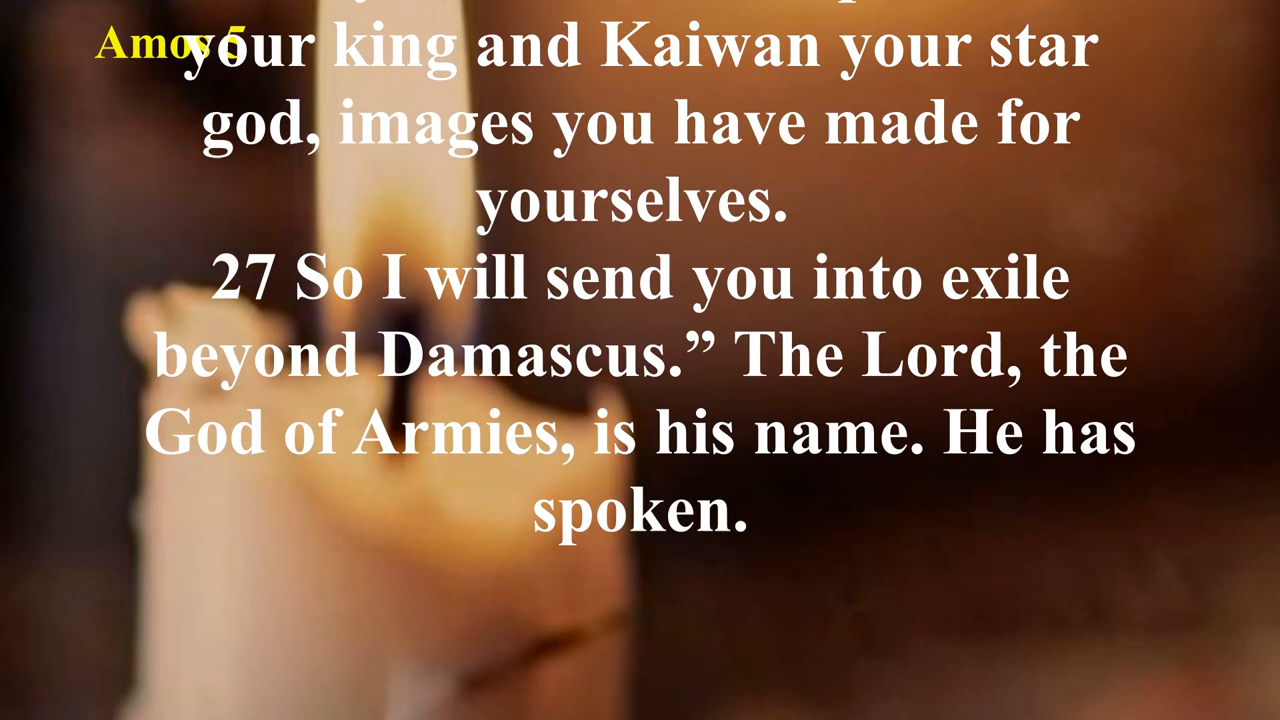 Amos 5
your king and Kaiwan your star
god, images you have made for
yourselves.
27 So I will send you into exile
beyond Damascus.” The Lord, the
God of Armies, is his name. He has
spoken.